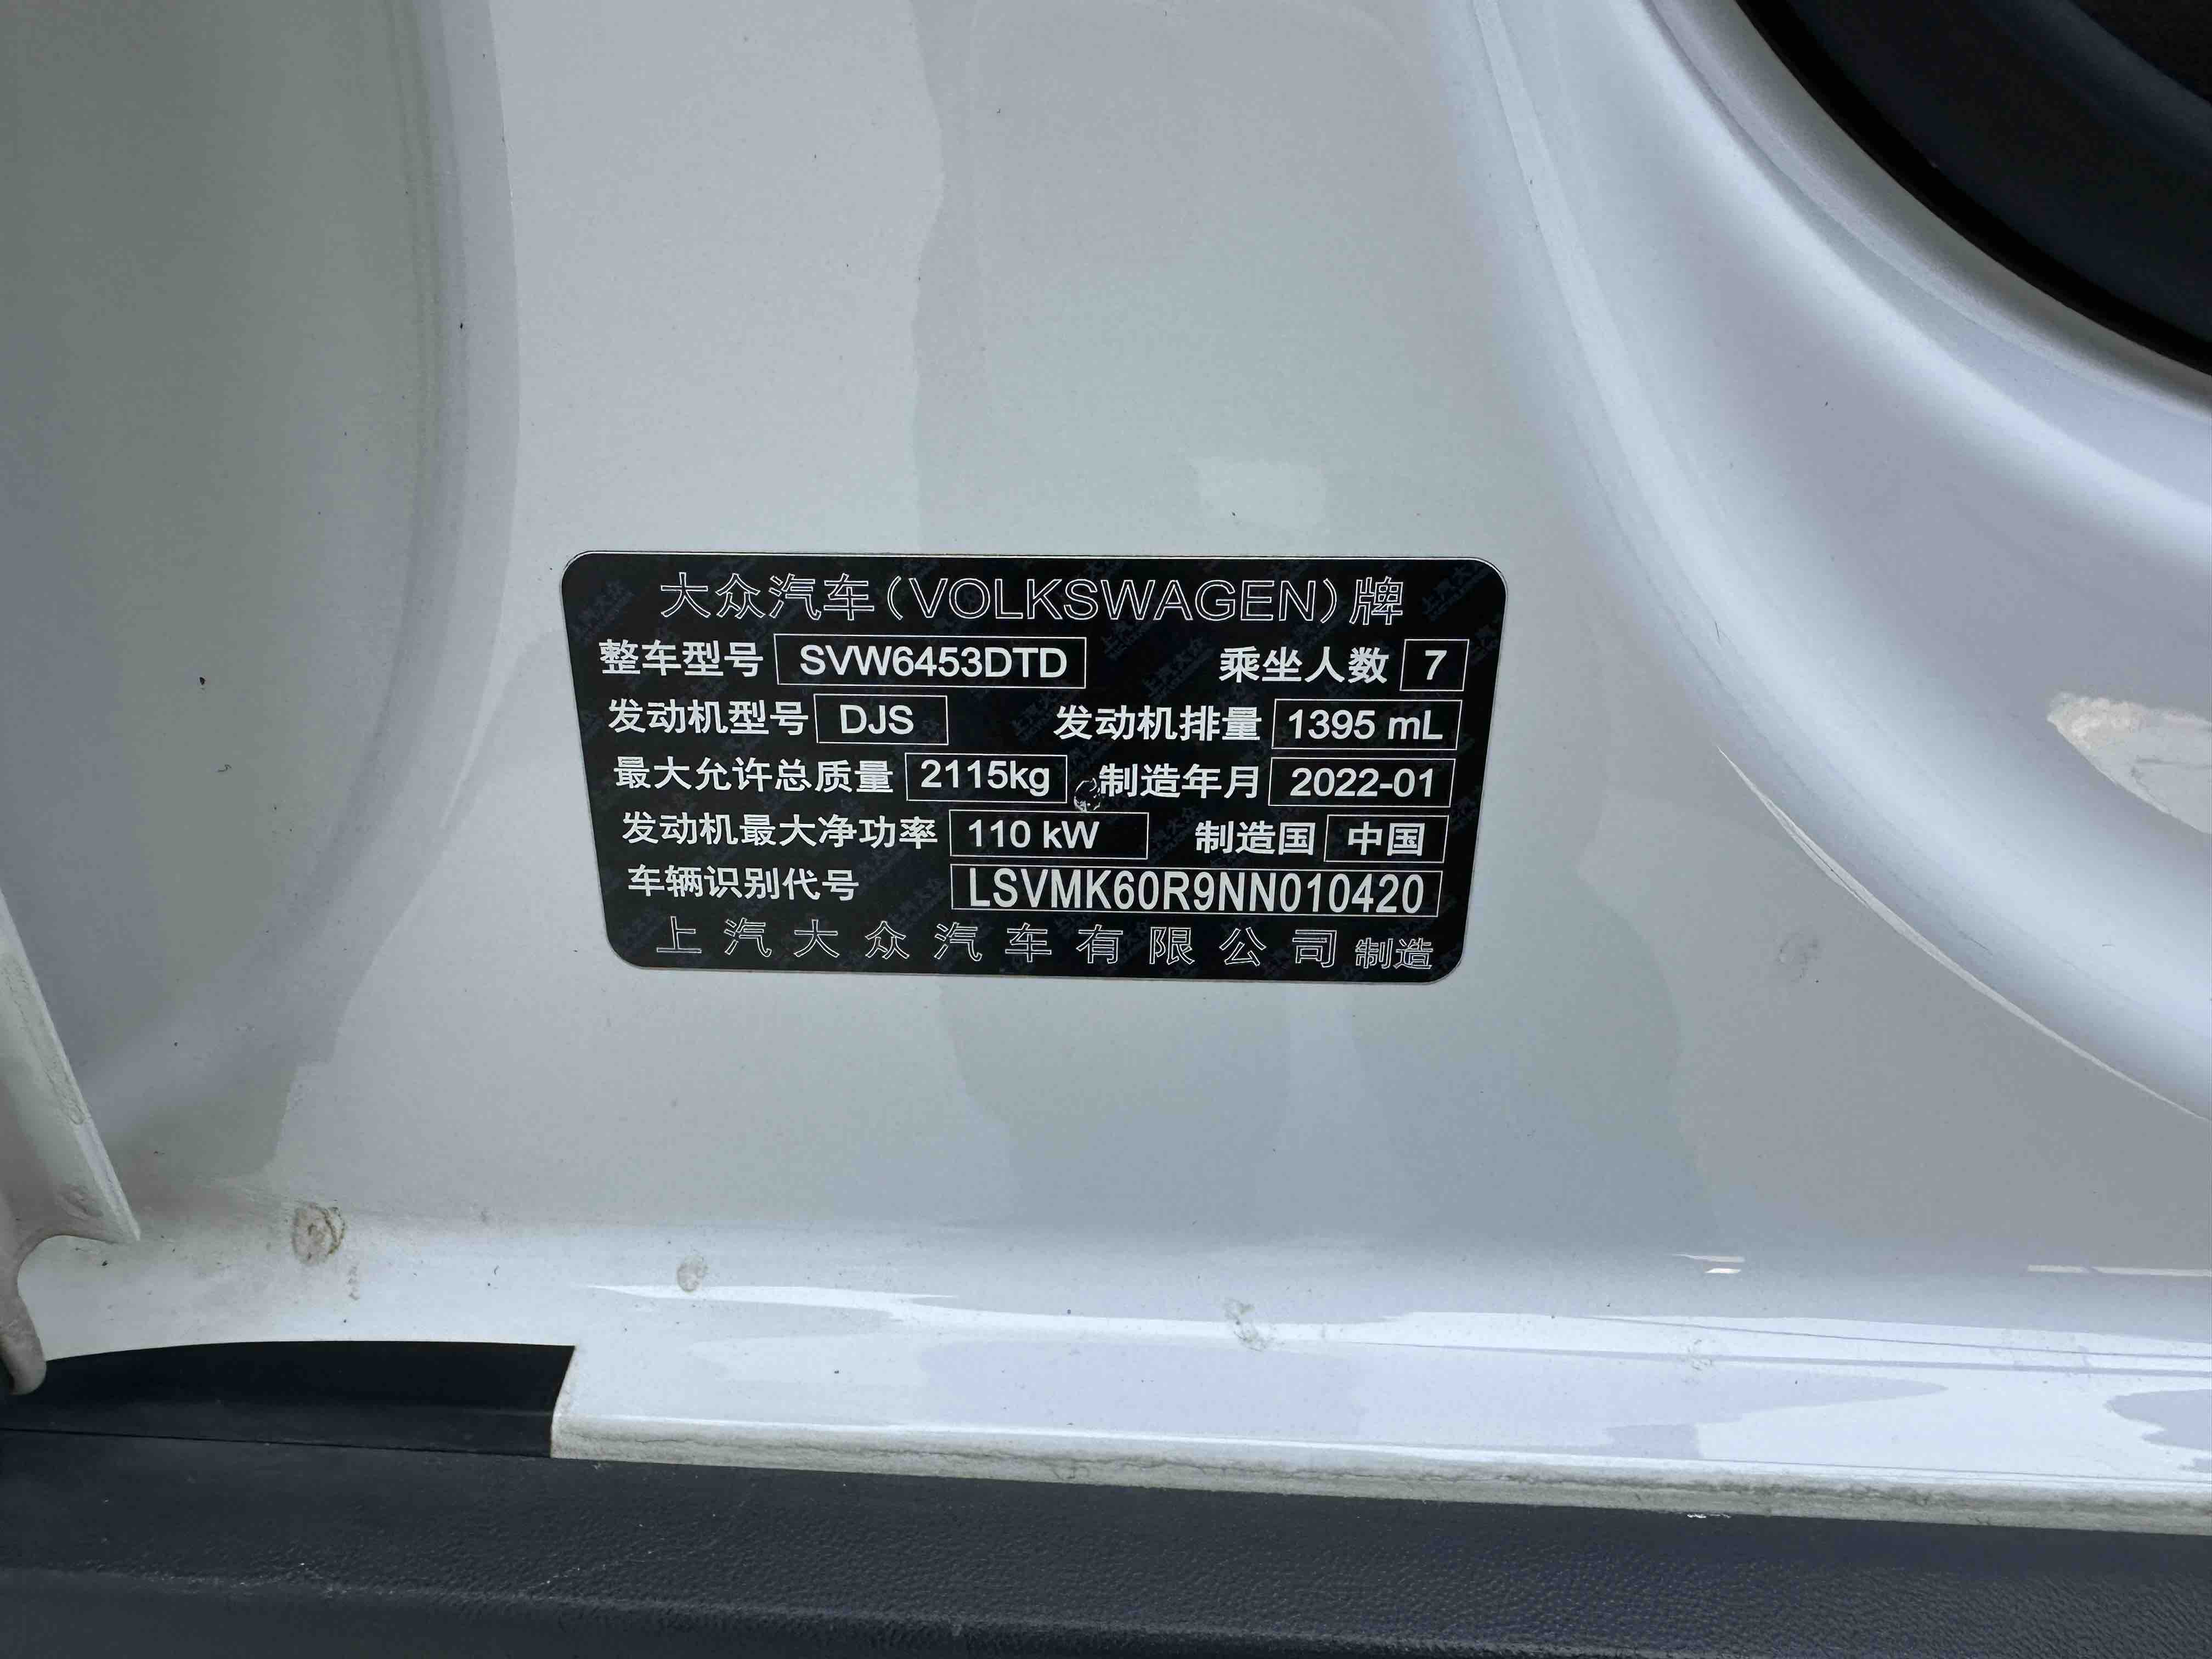 大众汽车(VOLKSWAGEN)牌
整车型号 SVW6453DTD 乘坐人数 7
发动机型号 DJS 发动机排量 1395 mL
最大允许总质量 2115kg 制造年月 2022-01
发动机最大净功率 110 kW 制造国 中国
车辆识别代号 LSVMK60R9NN010420
上汽大众汽车有限公司 制造